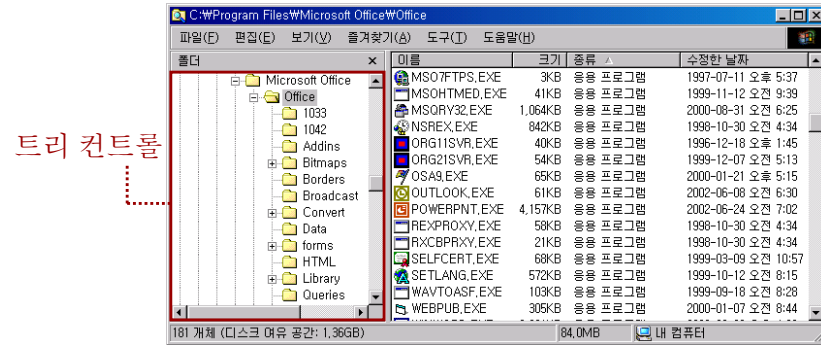 C:₩Program Files₩Microsoft Office₩Office
파일(F) 편집(E) 보기(V) 즐겨찾기(A) 도구(T) 도움말(H)
폴더
Microsoft Office
Office
1033
1042
Addins
Bitmaps
Borders
Broadcast
Convert
Data
forms
HTML
Library
Queries
트리 컨트롤
이름 크기 종류 수정한 날짜
MSO7FTPS.EXE 3KB 응용 프로그램 1997-07-11 오후 5:37
MSOHTMED.EXE 41KB 응용 프로그램 1999-11-12 오전 9:39
MSQRY32.EXE 1,064KB 응용 프로그램 2000-08-31 오전 6:25
NSREX.EXE 842KB 응용 프로그램 1998-10-30 오전 4:34
ORG11SVR.EXE 40KB 응용 프로그램 1996-12-18 오후 1:45
ORG21SVR.EXE 54KB 응용 프로그램 1999-12-07 오전 5:13
OSA9.EXE 65KB 응용 프로그램 2000-01-21 오후 5:15
OUTLOOK.EXE 61KB 응용 프로그램 2002-06-08 오전 6:30
POWERPNT.EXE 4,157KB 응용 프로그램 2002-06-24 오전 7:02
REXPROXY.EXE 58KB 응용 프로그램 1998-10-30 오전 4:34
RXCBPRXY.EXE 21KB 응용 프로그램 1998-10-30 오전 4:34
SELFCERT.EXE 68KB 응용 프로그램 1999-03-09 오전 10:57
SETLANG.EXE 572KB 응용 프로그램 1999-10-12 오전 8:15
WAVTOASF.EXE 103KB 응용 프로그램 1999-09-18 오전 8:28
WEBPUB.EXE 305KB 응용 프로그램 2000-01-07 오전 8:44
181 개체 (디스크 여유 공간: 1.36GB) 84.0MB 내 컴퓨터